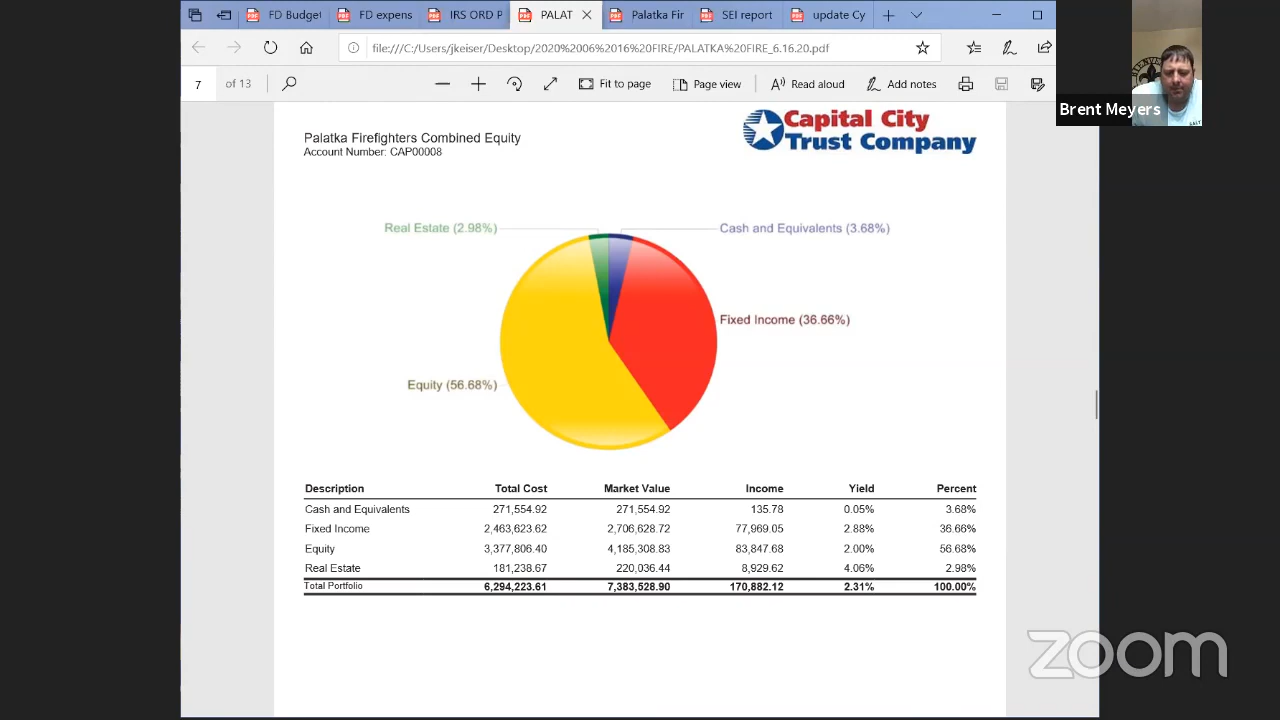 FD Budget
FD expens
IRS ORD P
PALAT
Palatka Fir
SEI report
update Cy
file:///C:/Users/jkeiser/Desktop/2020%2006%2016%20FIRE/PALATKA%20FIRE_6.16.20.pdf
7 of 13
Fit to page
Page view
Read aloud
Add notes
Brent Meyers
Palatka Firefighters Combined Equity
Account Number: CAP00008
Capital City
Trust Company
Real Estate (2.98%)
Cash and Equivalents (3.68%)
Fixed Income (36.66%)
Equity (56.68%)
Description Total Cost Market Value Income Yield Percent
Cash and Equivalents 271,554.92 271,554.92 135.78 0.05% 3.68%
Fixed Income 2,463,623.62 2,706,628.72 77,969.05 2.88% 36.66%
Equity 3,377,806.40 4,185,308.83 83,847.68 2.00% 56.68%
Real Estate 181,238.67 220,036.44 8,929.62 4.06% 2.98%
Total Portfolio 6,294,223.61 7,383,528.90 170,882.12 2.31% 100.00%
zoom